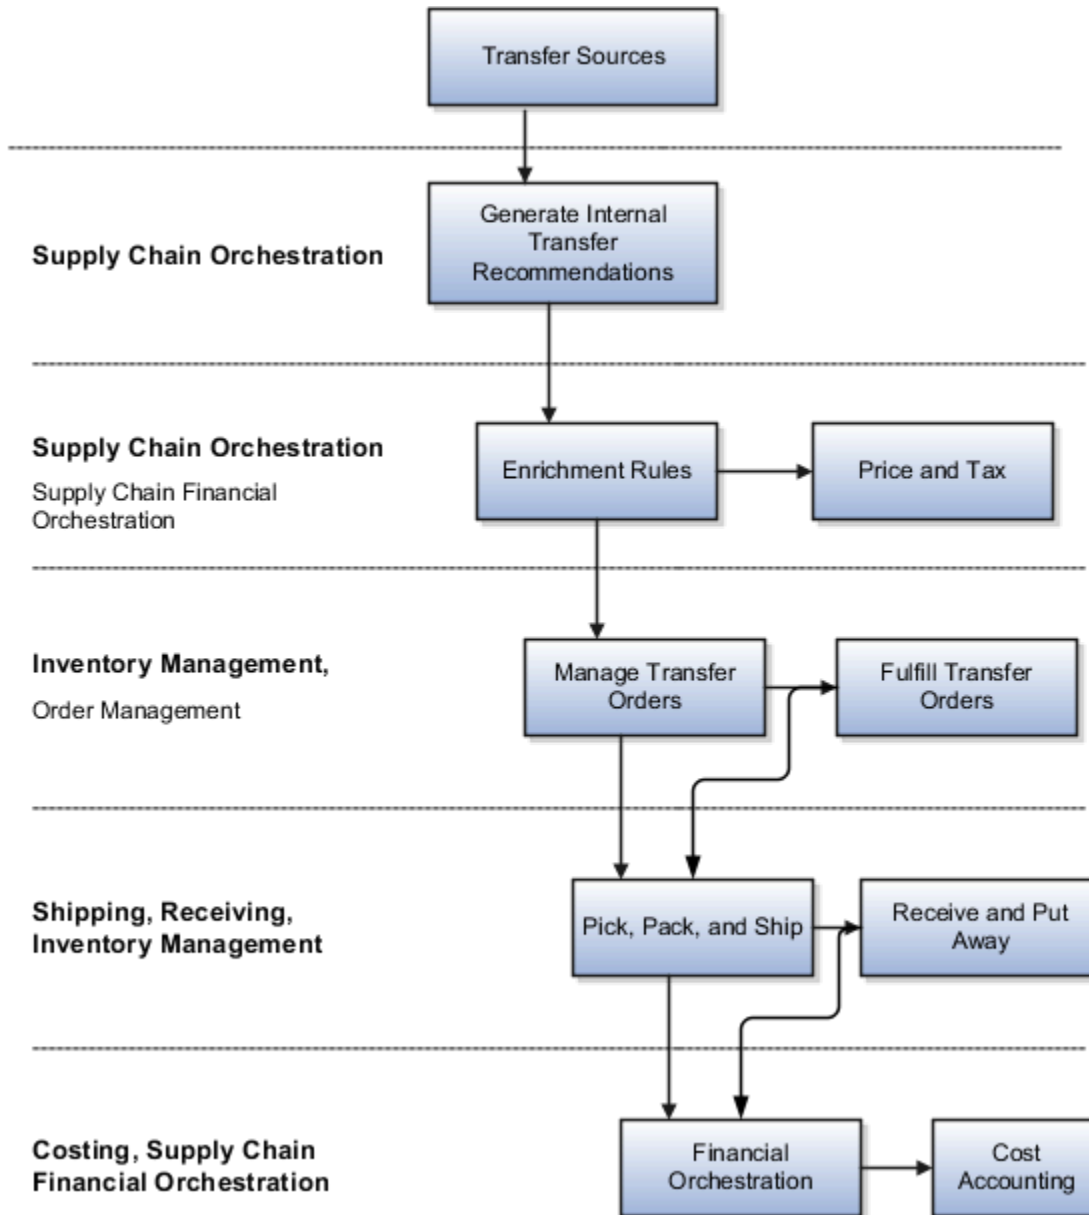 Transfer Sources
Generate Internal
Transfer
Recommendations
Supply Chain Orchestration
Supply Chain Orchestration
Supply Chain Financial
Orchestration
Enrichment Rules
Price and Tax
Inventory Management,
Order Management
Manage Transfer
Orders
Fulfill Transfer
Orders
Shipping, Receiving,
Inventory Management
Pick, Pack, and Ship
Receive and Put
Away
Costing, Supply Chain
Financial Orchestration
Financial
Orchestration
Cost
Accounting